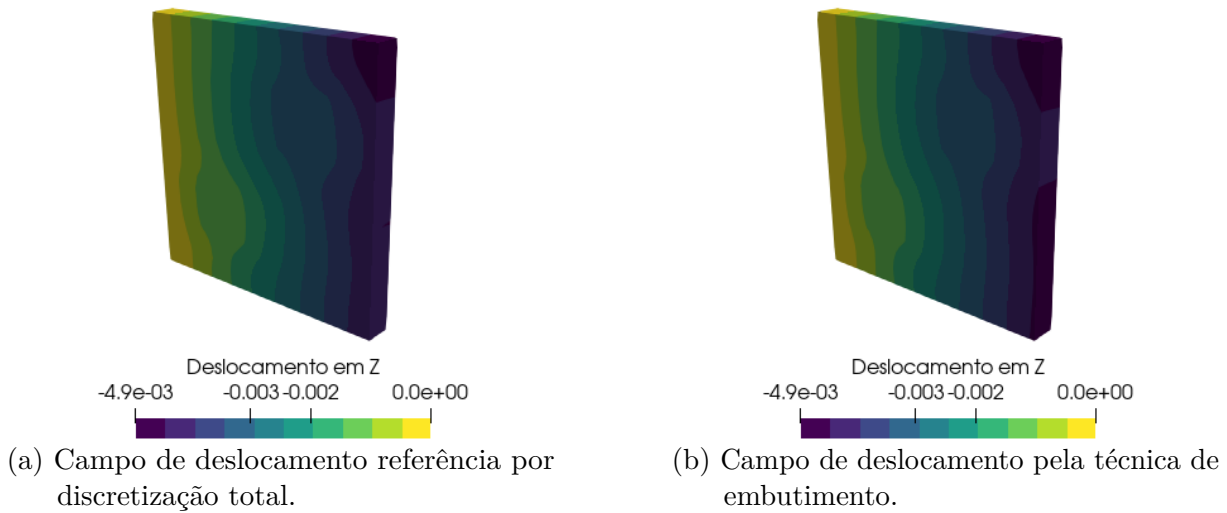 Deslocamento em Z
-4.9e-03 -0.003 -0.002 0.0e+00
(a) Campo de deslocamento referência por
discretização total.
Deslocamento em Z
-4.9e-03 -0.003 -0.002 0.0e+00
(b) Campo de deslocamento pela técnica de
embutimento.